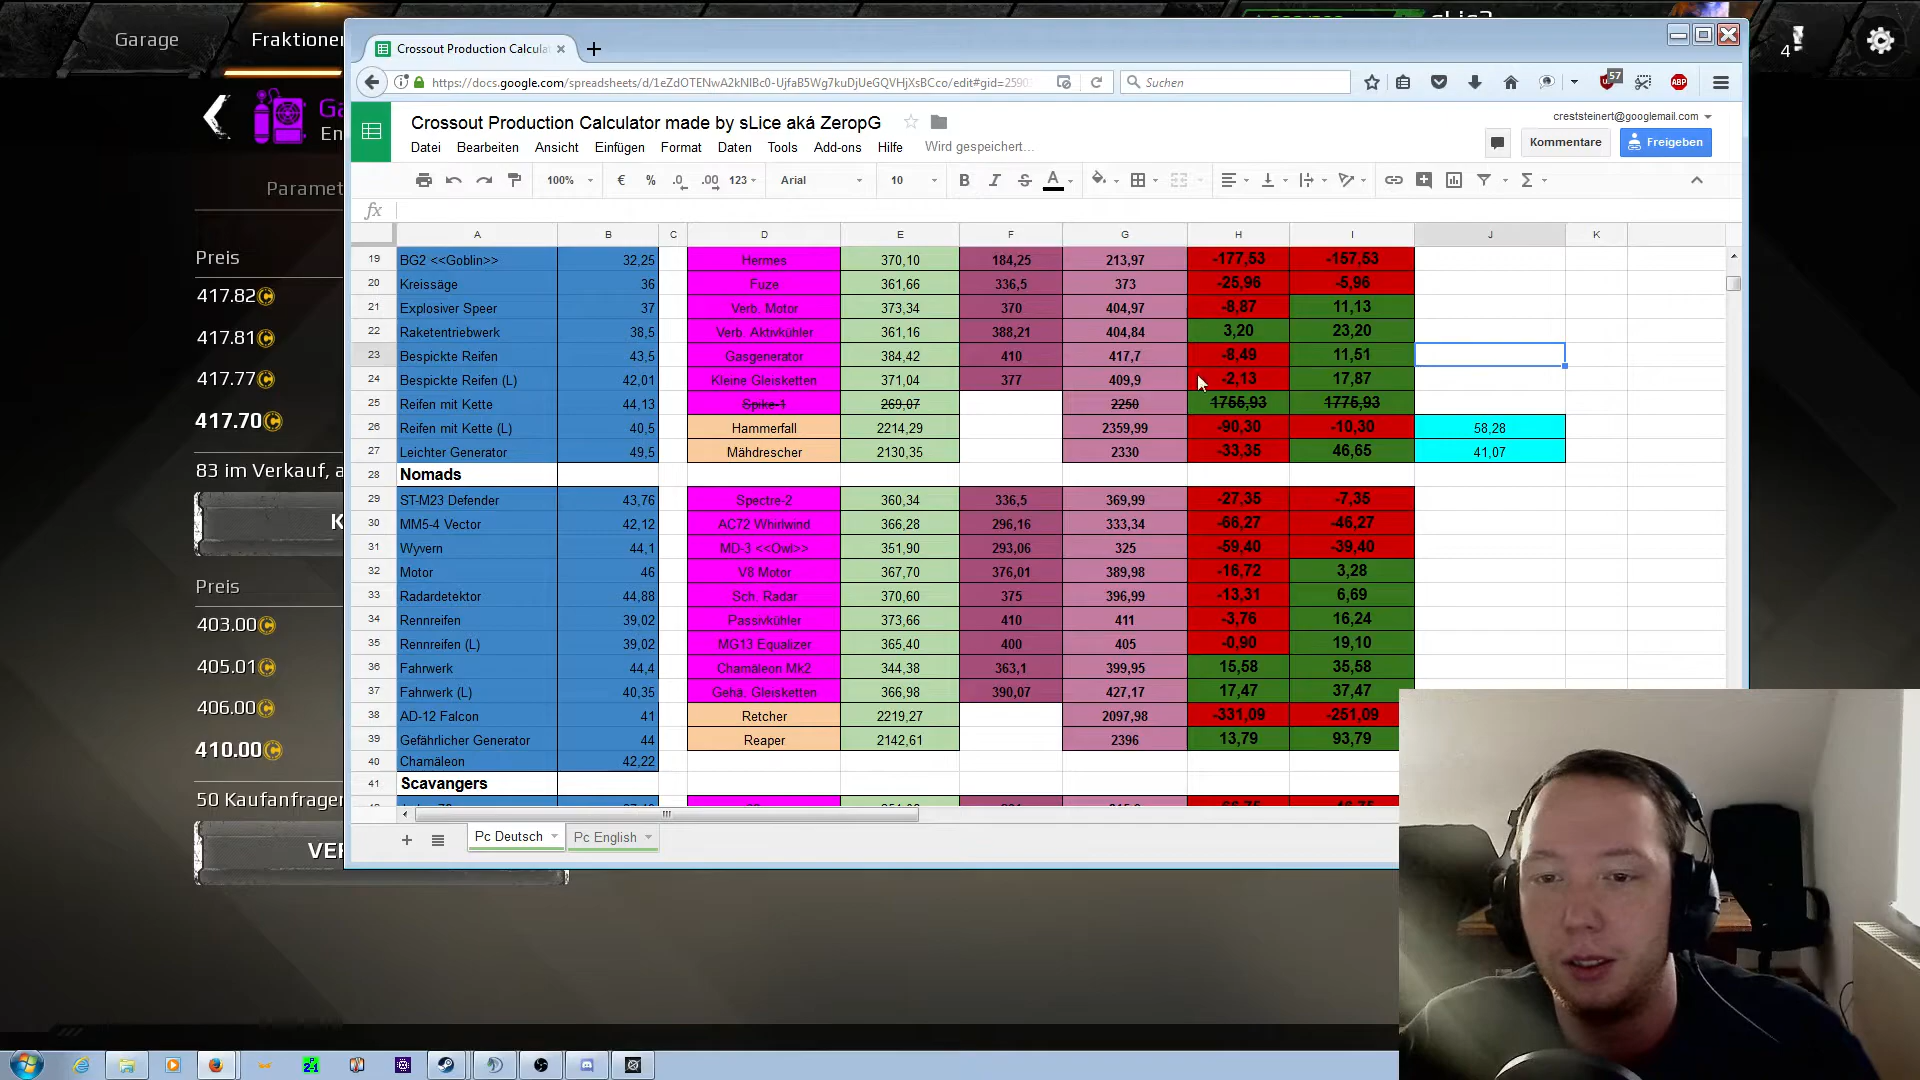 Garage
Fraktionen
4
Ga
En
Paramet
Preis
417.82
417.81
417.77
417.70
83 im Verkauf, a
K
Preis
403.00
405.01
406.00
410.00
50 Kaufanfragen
VER
Crossout Production Calcula
https://docs.google.com/spreadsheets/d/1eZdOTENwA2kNlBc0-UjfaB5Wg7kuDjUeGQVHjXsBCco/edit#gid=2590
Suchen
57
ABP
Crossout Production Calculator made by sLice aká ZeropG
creststeinert@googlemail.com
Datei Bearbeiten Ansicht Einfügen Format Daten Tools Add-ons Hilfe Wird gespeichert...
Kommentare
Freigeben
100% € % .0 .00 123 Arial 10 B I S A
fx
A B C D E F G H I J K
19 BG2 <<Goblin>> 32,25 Hermes 370,10 184,25 213,97 -177,53 -157,53
20 Kreissäge 36 Fuze 361,66 336,5 373 -25,96 -5,96
21 Explosiver Speer 37 Verb. Motor 373,34 370 404,97 -8,87 11,13
22 Raketentriebwerk 38,5 Verb. Aktivkühler 361,16 388,21 404,84 3,20 23,20
23 Bespickte Reifen 43,5 Gasgenerator 384,42 410 417,7 -8,49 11,51
24 Bespickte Reifen (L) 42,01 Kleine Gleisketten 371,04 377 409,9 -2,13 17,87
25 Reifen mit Kette 44,13 Spike-1 269,07 2250 1755,93 1775,93
26 Reifen mit Kette (L) 40,5 Hammerfall 2214,29 2359,99 -90,30 -10,30 58,28
27 Leichter Generator 49,5 Mähdrescher 2130,35 2330 -33,35 46,65 41,07
28 Nomads
29 ST-M23 Defender 43,76 Spectre-2 360,34 336,5 369,99 -27,35 -7,35
30 MM5-4 Vector 42,12 AC72 Whirlwind 366,28 296,16 333,34 -66,27 -46,27
31 Wyvern 44,1 MD-3 <<Owl>> 351,90 293,06 325 -59,40 -39,40
32 Motor 46 V8 Motor 367,70 376,01 389,98 -16,72 3,28
33 Radardetektor 44,88 Sch. Radar 370,60 375 396,99 -13,31 6,69
34 Rennreifen 39,02 Passivkühler 373,66 410 411 -3,76 16,24
35 Rennreifen (L) 39,02 MG13 Equalizer 365,40 400 405 -0,90 19,10
36 Fahrwerk 44,4 Chamäleon Mk2 344,38 363,1 399,95 15,58 35,58
37 Fahrwerk (L) 40,35 Gehä. Gleisketten 366,98 390,07 427,17 17,47 37,47
38 AD-12 Falcon 41 Retcher 2219,27 2097,98 -331,09 -251,09
39 Gefährlicher Generator 44 Reaper 2142,61 2396 13,79 93,79
40 Chamäleon 42,22
41 Scavangers
Pc Deutsch
Pc English